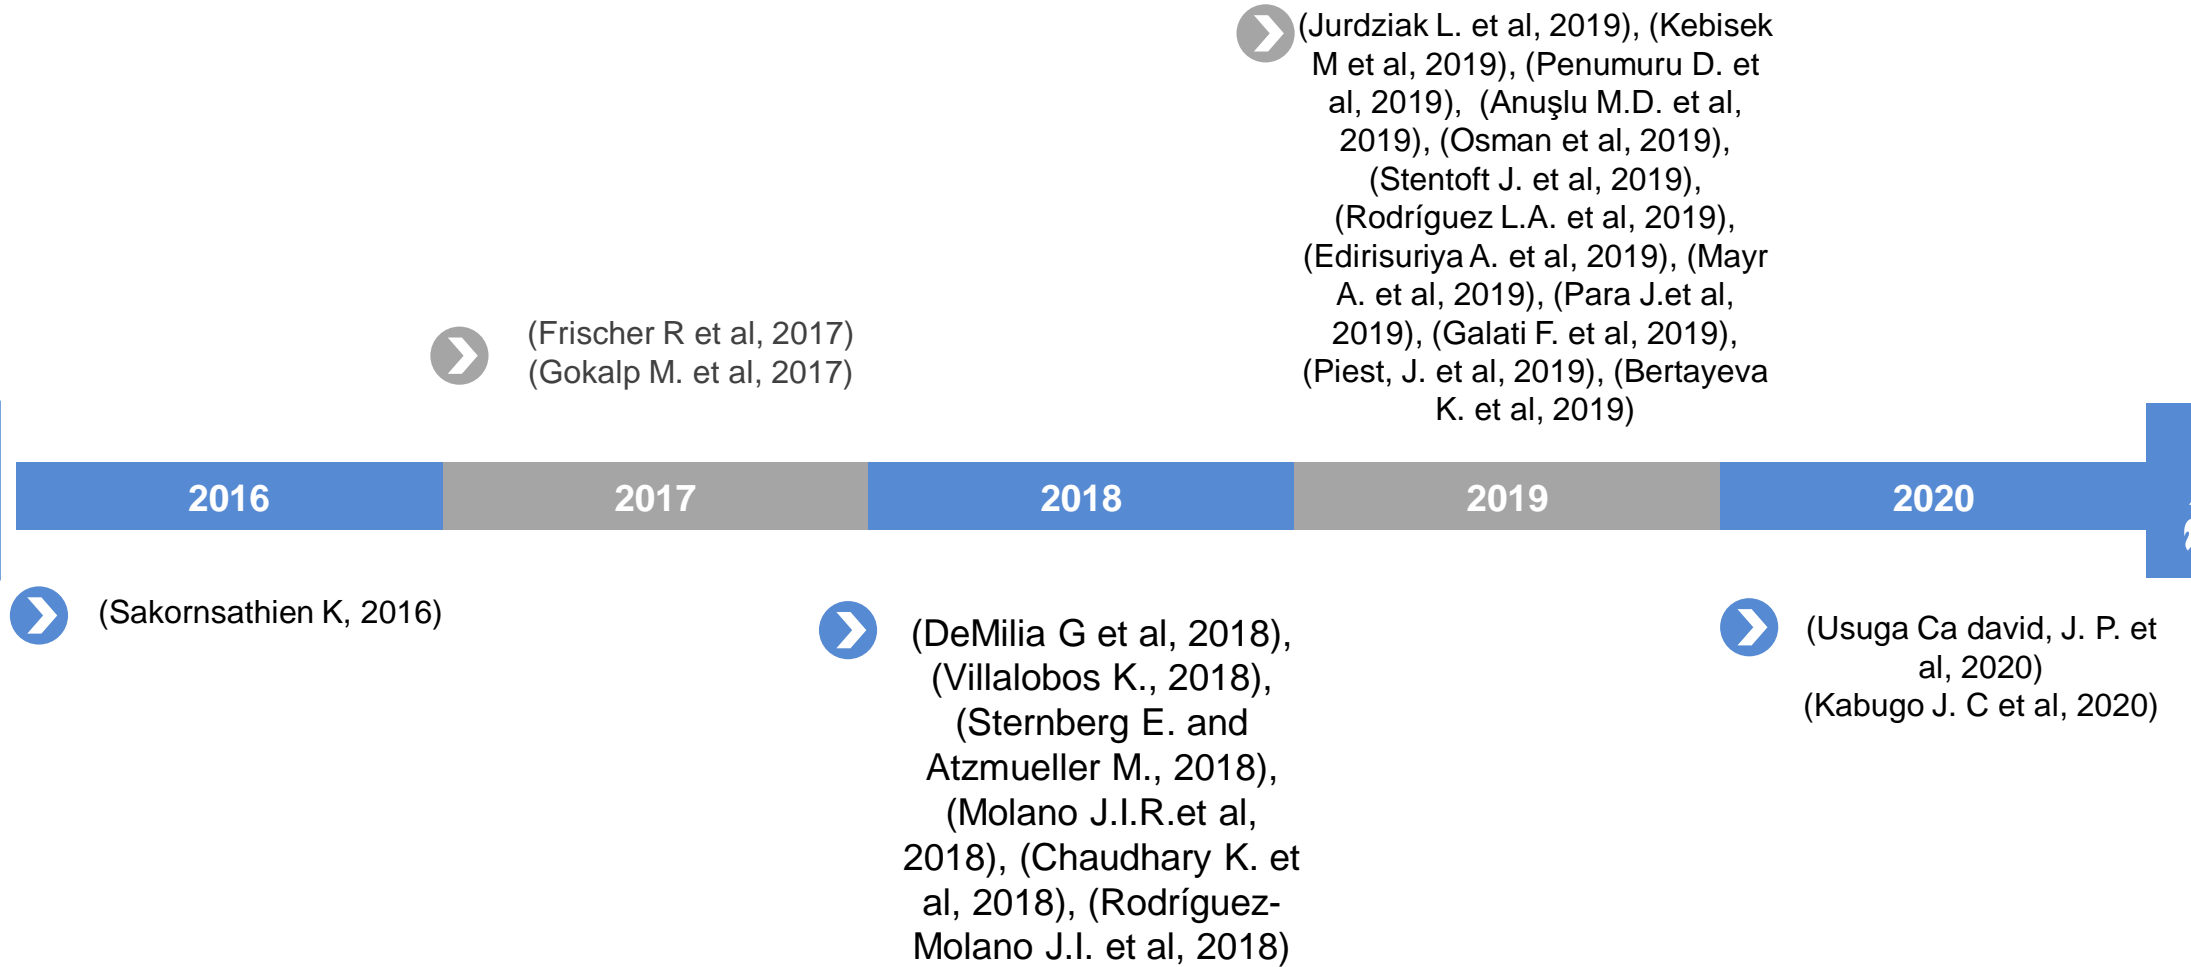 (Jurdziak L. et al, 2019), (Kebisek
M et al, 2019), (Penumuru D. et
al, 2019),  (Anuşlu M.D. et al,
2019), (Osman et al, 2019),
(Stentoft J. et al, 2019),
(Rodríguez L.A. et al, 2019),
(Edirisuriya A. et al, 2019), (Mayr
A. et al, 2019), (Para J.et al,
2019), (Galati F. et al, 2019),
(Piest, J. et al, 2019), (Bertayeva
K. et al, 2019)
(Frischer R et al, 2017)
(Gokalp M. et al, 2017)
2016
2017
2018
2019
2020
(Sakornsathien K, 2016)
(DeMilia G et al, 2018),
(Villalobos K., 2018),
(Sternberg E. and
Atzmueller M., 2018),
(Molano J.I.R.et al,
2018), (Chaudhary K. et
al, 2018), (Rodríguez-
Molano J.I. et al, 2018)
(Usuga Ca david, J. P. et
al, 2020)
(Kabugo J. C et al, 2020)